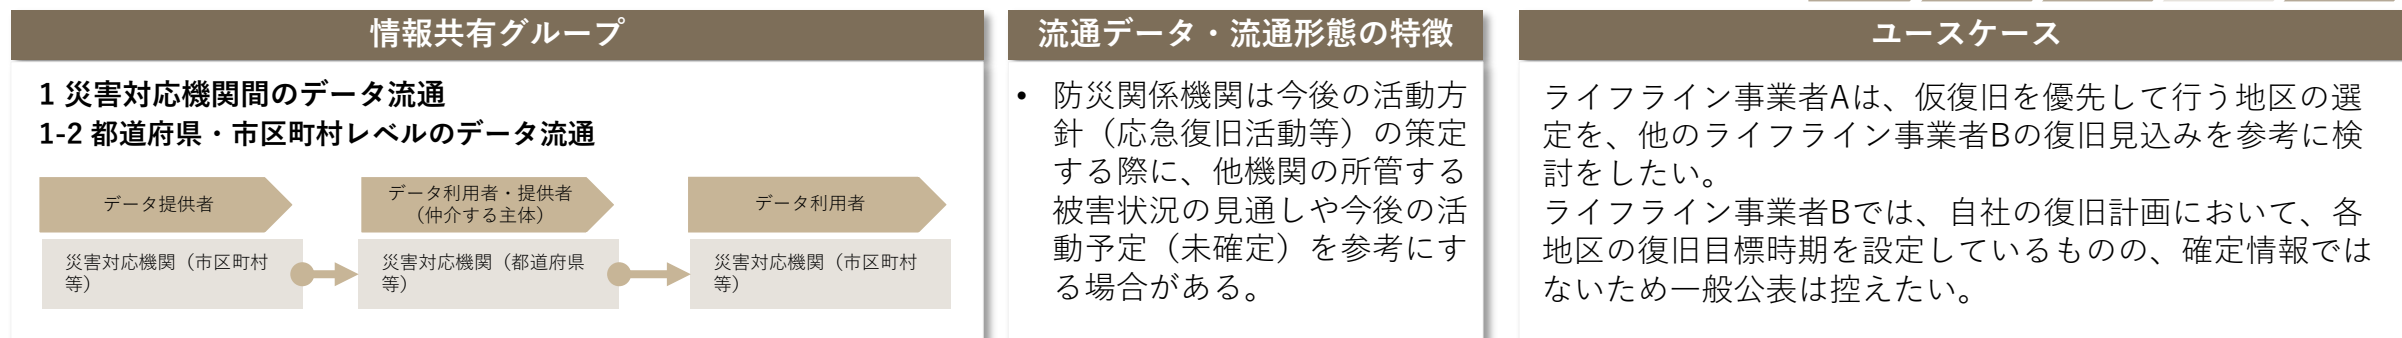 情報共有グループ
1 災害対応機関間のデータ流通
1-2 都道府県・市区町村レベルのデータ流通
データ提供者
データ利用者・提供者
（仲介する主体）
データ利用者
災害対応機関（市区町村
等）
災害対応機関（都道府県
等）
災害対応機関（市区町村
等）
流通データ・流通形態の特徴
• 防災関係機関は今後の活動方
針（応急復旧活動等）の策定
する際に、他機関の所管する
被害状況の見通しや今後の活
動予定（未確定）を参考にす
る場合がある。
ユースケース
ライフライン事業者Aは、仮復旧を優先して行う地区の選
定を、他のライフライン事業者Bの復旧見込みを参考に検
討をしたい。
ライフライン事業者Bでは、自社の復旧計画において、各
地区の復旧目標時期を設定しているものの、確定情報では
ないため一般公表は控えたい。